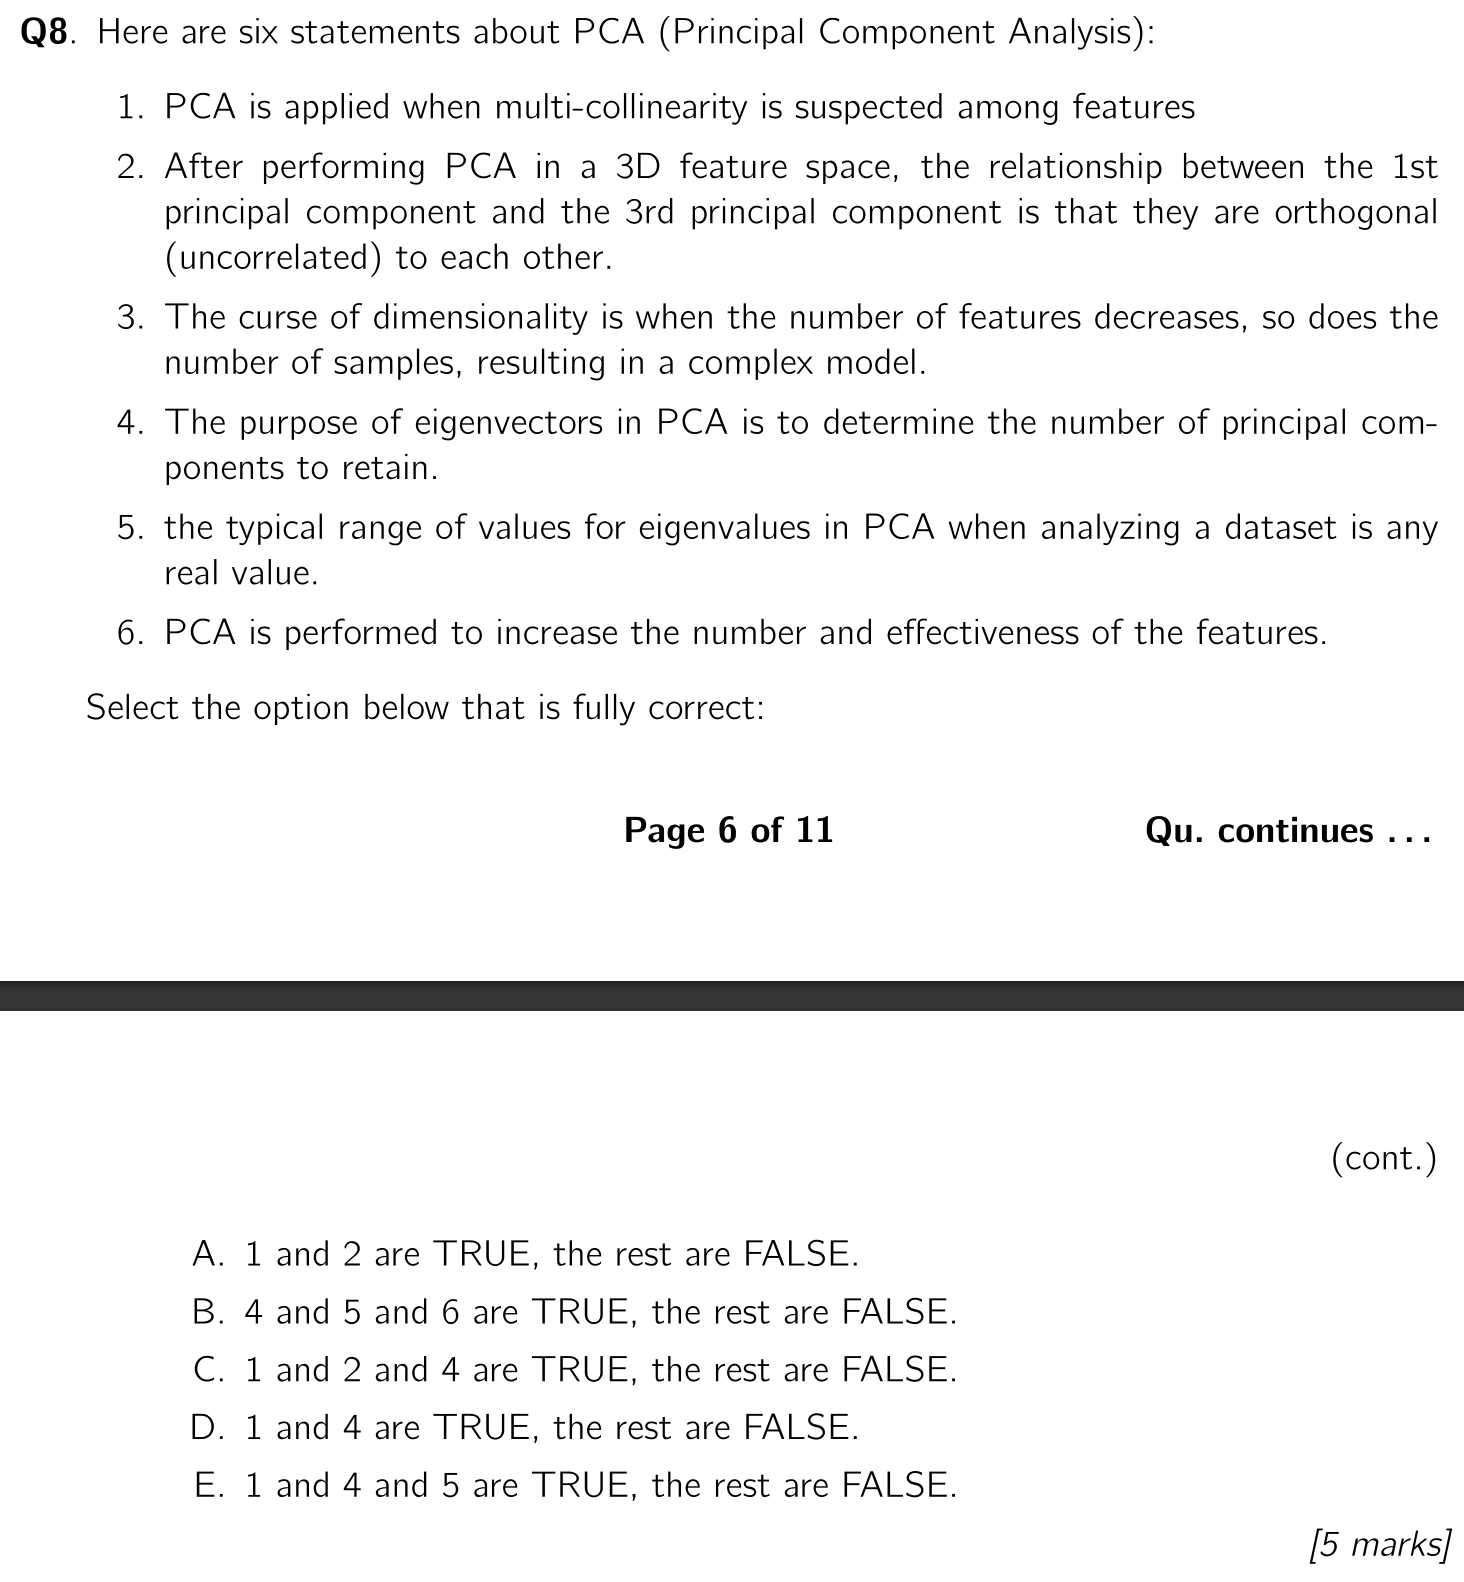 Q8. Here are six statements about PCA (Principal Component Analysis):
1. PCA is applied when multi-collinearity is suspected among features
2. After performing PCA in a 3D feature space, the relationship between the 1st
principal component and the 3rd principal component is that they are orthogonal
(uncorrelated) to each other.
3. The curse of dimensionality is when the number of features decreases, so does the
number of samples, resulting in a complex model.
4. The purpose of eigenvectors in PCA is to determine the number of principal com-
ponents to retain.
5. the typical range of values for eigenvalues in PCA when analyzing a dataset is any
real value.
6. PCA is performed to increase the number and effectiveness of the features.
Select the option below that is fully correct:
Page 6 of 11 Qu. continues ...
(cont.)
A. 1 and 2 are TRUE, the rest are FALSE.
B. 4 and 5 and 6 are TRUE, the rest are FALSE.
C. 1 and 2 and 4 are TRUE, the rest are FALSE.
D. 1 and 4 are TRUE, the rest are FALSE.
E. 1 and 4 and 5 are TRUE, the rest are FALSE.
[5 marks]